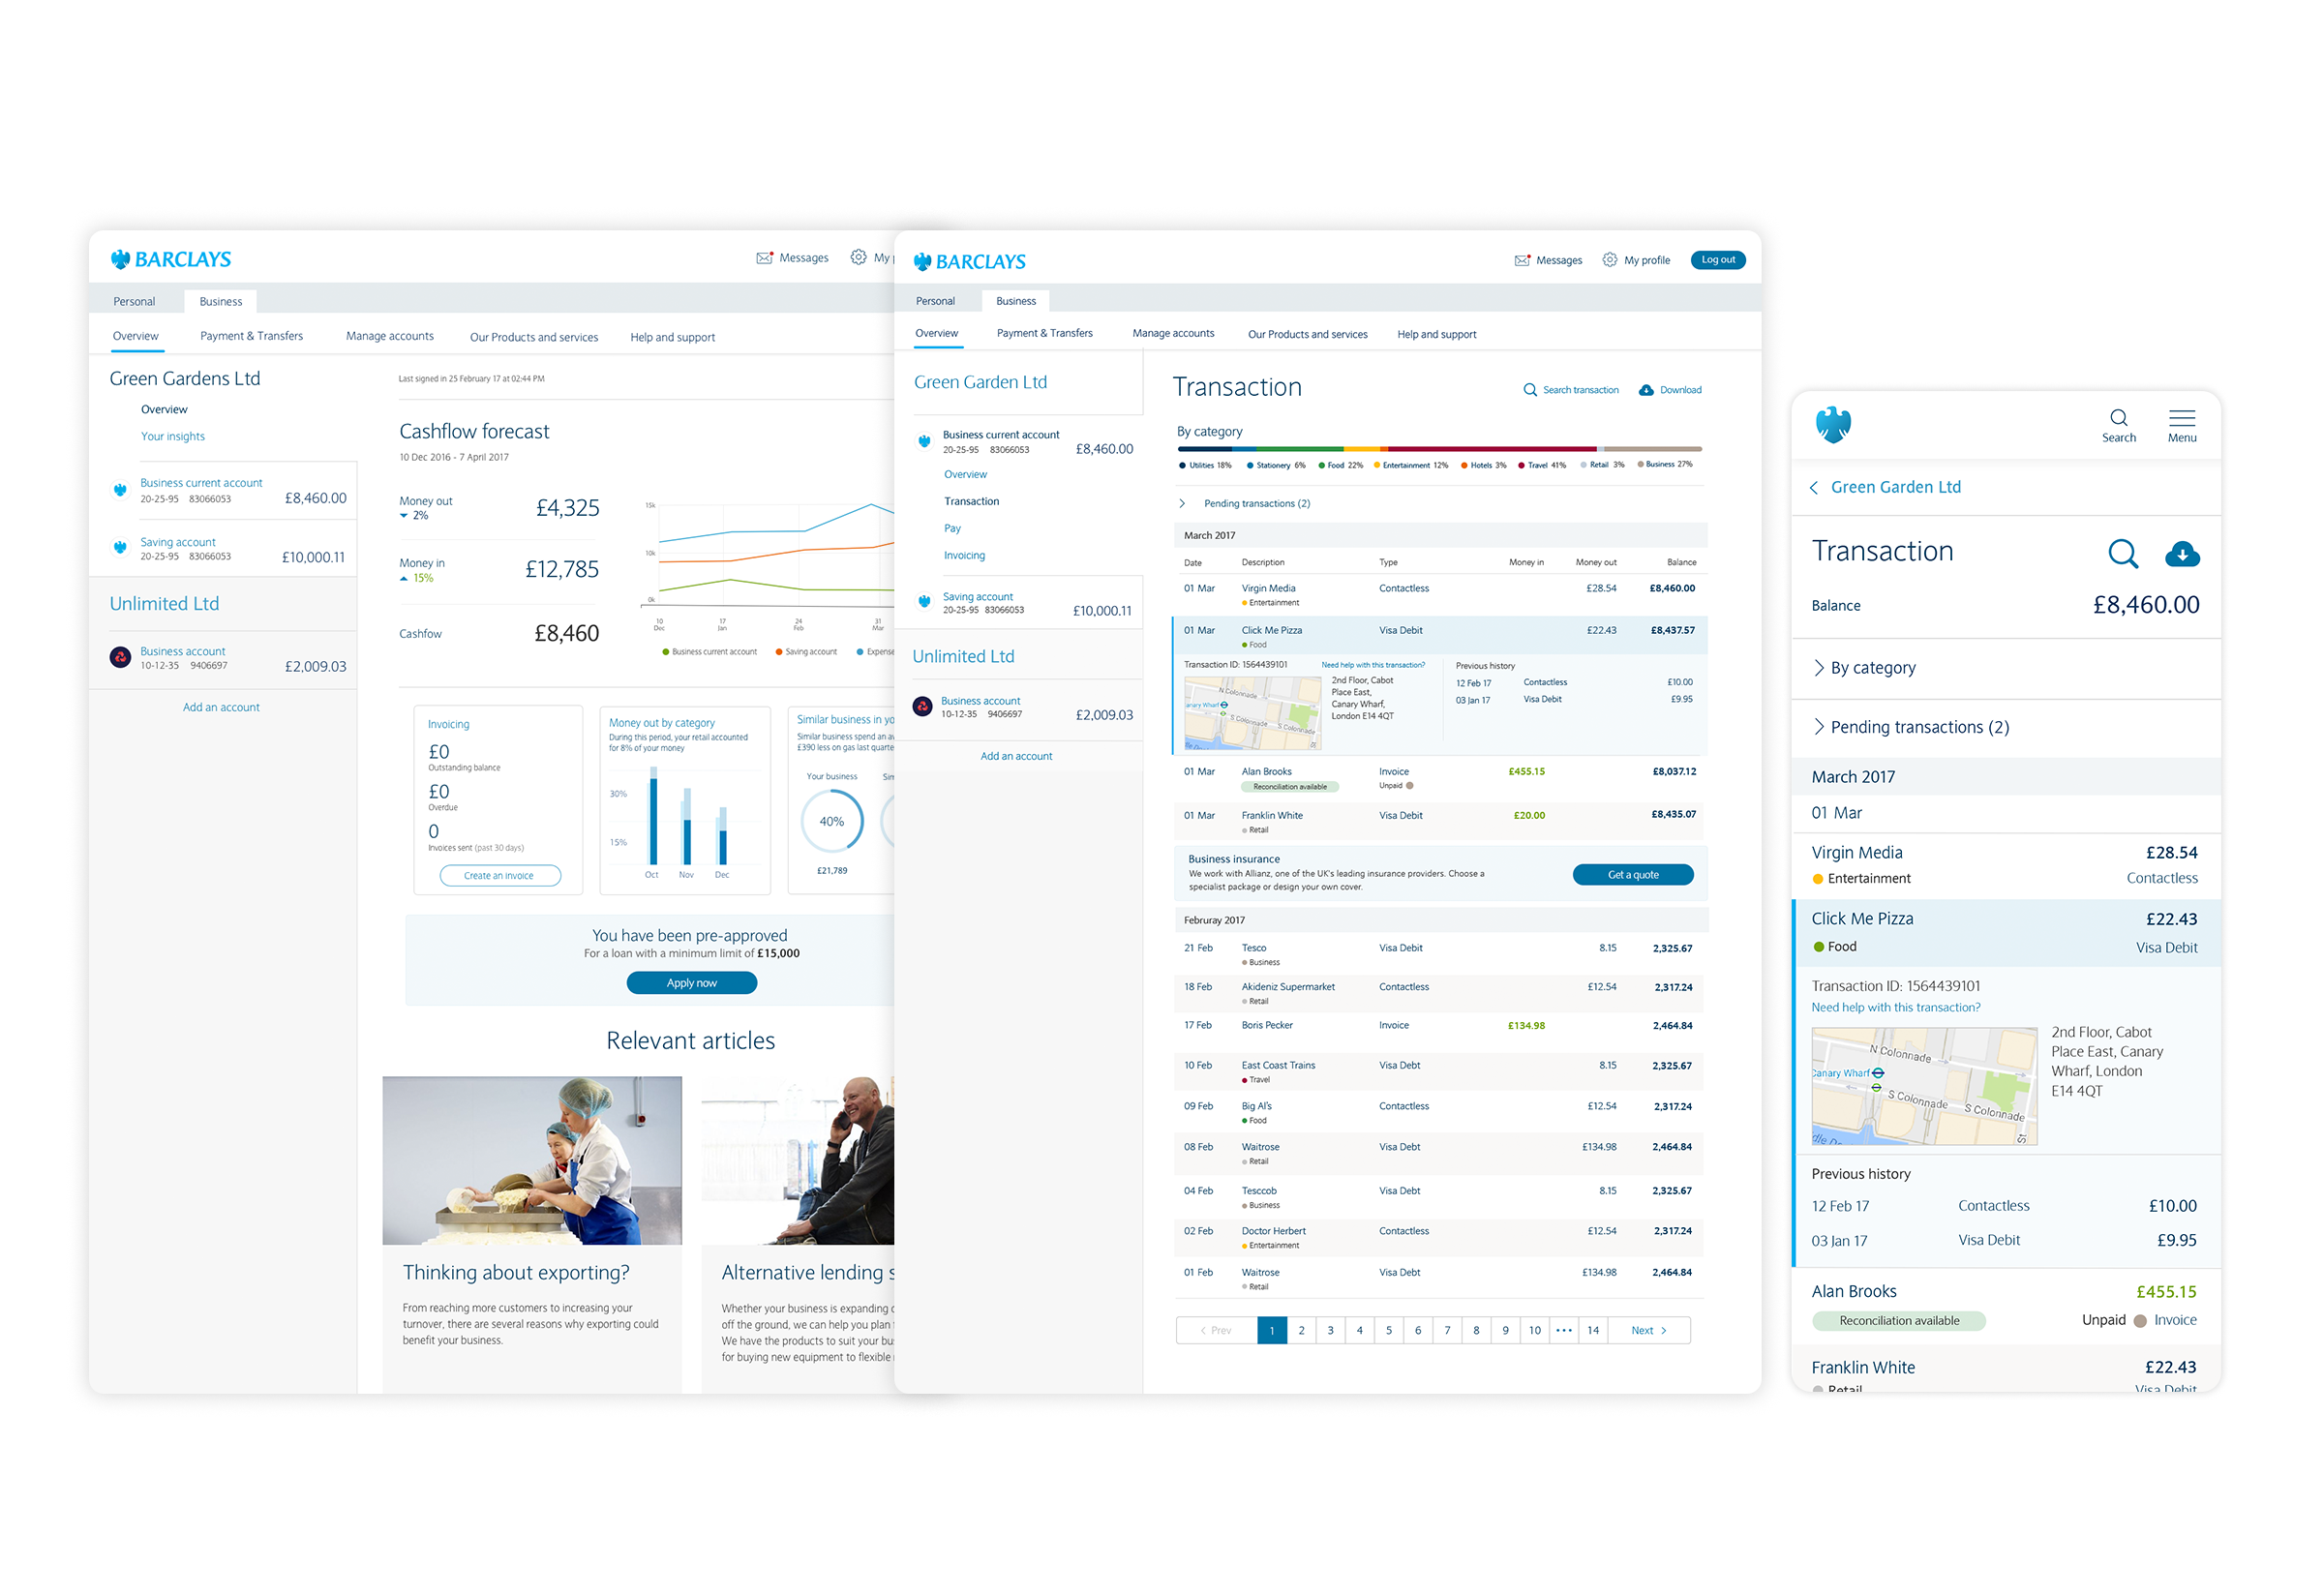 BARCLAYS
Messages
My
Personal
Business
Overview
Payment & Transfers
Manage accounts
Our Products and services
Help and support
Green Gardens Ltd
Overview
Your insights
Business current account
20-25-95 83066053
£8,460.00
Saving account
20-25-95 83066053
£10,000.11
Unlimited Ltd
Business account
10-12-35 9406697
£2,009.03
Add an account
Last signed in 25 February 17 at 02:44 PM
Cashflow forecast
10 Dec 2016 - 7 April 2017
Money out
2%
£4,325
Money in
15%
£12,785
Cashfow
£8,460
15k
10k
0k
10 Dec
17 Jan
24 Feb
31 Mar
Business current account
Saving account
Expense
Invoicing
£0
Outstanding balance
£0
Overdue
0
Invoices sent (past 30 days)
Create an invoice
Money out by category
During this period, your retail accounted
for 8% of your money
30%
15%
Oct
Nov
Dec
Similar business in yo
Similar business spend an av
£390 less on gas last quarte
Your business
Sim
40%
£21,789
You have been pre-approved
For a loan with a minimum limit of £15,000
Apply now
Relevant articles
Thinking about exporting?
From reaching more customers to increasing your
turnover, there are several reasons why exporting could
benefit your business.
Alternative lending s
Whether your business is expanding
off the ground, we can help you plan
We have the products to suit your bus
for buying new equipment to flexible
BARCLAYS
Messages
My profile
Log out
Personal
Business
Overview
Payment & Transfers
Manage accounts
Our Products and services
Help and support
Green Garden Ltd
Business current account
20-25-95 83066053
£8,460.00
Overview
Transaction
Pay
Invoicing
Saving account
20-25-95 83066053
£10,000.11
Unlimited Ltd
Business account
10-12-35 9406697
£2,009.03
Add an account
Transaction
Search transaction
Download
By category
Utilities 18% Stationery 6% Food 22% Entertainment 12% Hotels 3% Travel 41% Retail 3% Business 27%
Pending transactions (2)
March 2017
Date Description Type Money in Money out Balance
01 Mar Virgin Media Contactless £28.54 £8,460.00
Entertainment
01 Mar Click Me Pizza Visa Debit £22.43 £8,437.57
Food
Transaction ID: 1564439101
Need help with this transaction?
N Colonnade
anary Wharf
S Colonnade
S Colonnade
2nd Floor, Cabot
Place East,
Canary Wharf,
London E14 4QT
Previous history
12 Feb 17 Contactless £10.00
03 Jan 17 Visa Debit £9.95
01 Mar Alan Brooks Invoice £455.15 £8,037.12
Reconciliation available Unpaid
01 Mar Franklin White Visa Debit £20.00 £8,435.07
Retail
Business insurance
We work with Allianz, one of the UK's leading insurance providers. Choose a
specialist package or design your own cover.
Get a quote
Februray 2017
21 Feb Tesco Visa Debit 8.15 2,325.67
Business
18 Feb Akideniz Supermarket Contactless £12.54 2,317.24
Retail
17 Feb Boris Pecker Invoice £134.98 2,464.84
10 Feb East Coast Trains Visa Debit 8.15 2,325.67
Travel
09 Feb Big Al's Contactless £12.54 2,317.24
Food
08 Feb Waitrose Visa Debt £134.98 2,464.84
Retail
04 Feb Tesccob Visa Debt 8.15 2,325.67
Business
02 Feb Doctor Herbert Contactless £12.54 2,317.24
Entertainment
01 Feb Waitrose Visa Debt £134.98 2,464.84
Retail
Prev 1 2 3 4 5 6 7 8 9 10 ••• 14 Next
Search
Menu
Green Garden Ltd
Transaction
Balance
£8,460.00
By category
Pending transactions (2)
March 2017
01 Mar
Virgin Media £28.54
Entertainment Contactless
Click Me Pizza £22.43
Food Visa Debit
Transaction ID: 1564439101
Need help with this transaction?
N Colonnade
Canary Wharf
S Colonnade
S Colonnade
2nd Floor, Cabot
Place East, Canary
Wharf, London
E14 4QT
Previous history
12 Feb 17 Contactless £10.00
03 Jan 17 Visa Debit £9.95
Alan Brooks £455.15
Reconciliation available Unpaid Invoice
Franklin White £22.43
Retail Visa Debit